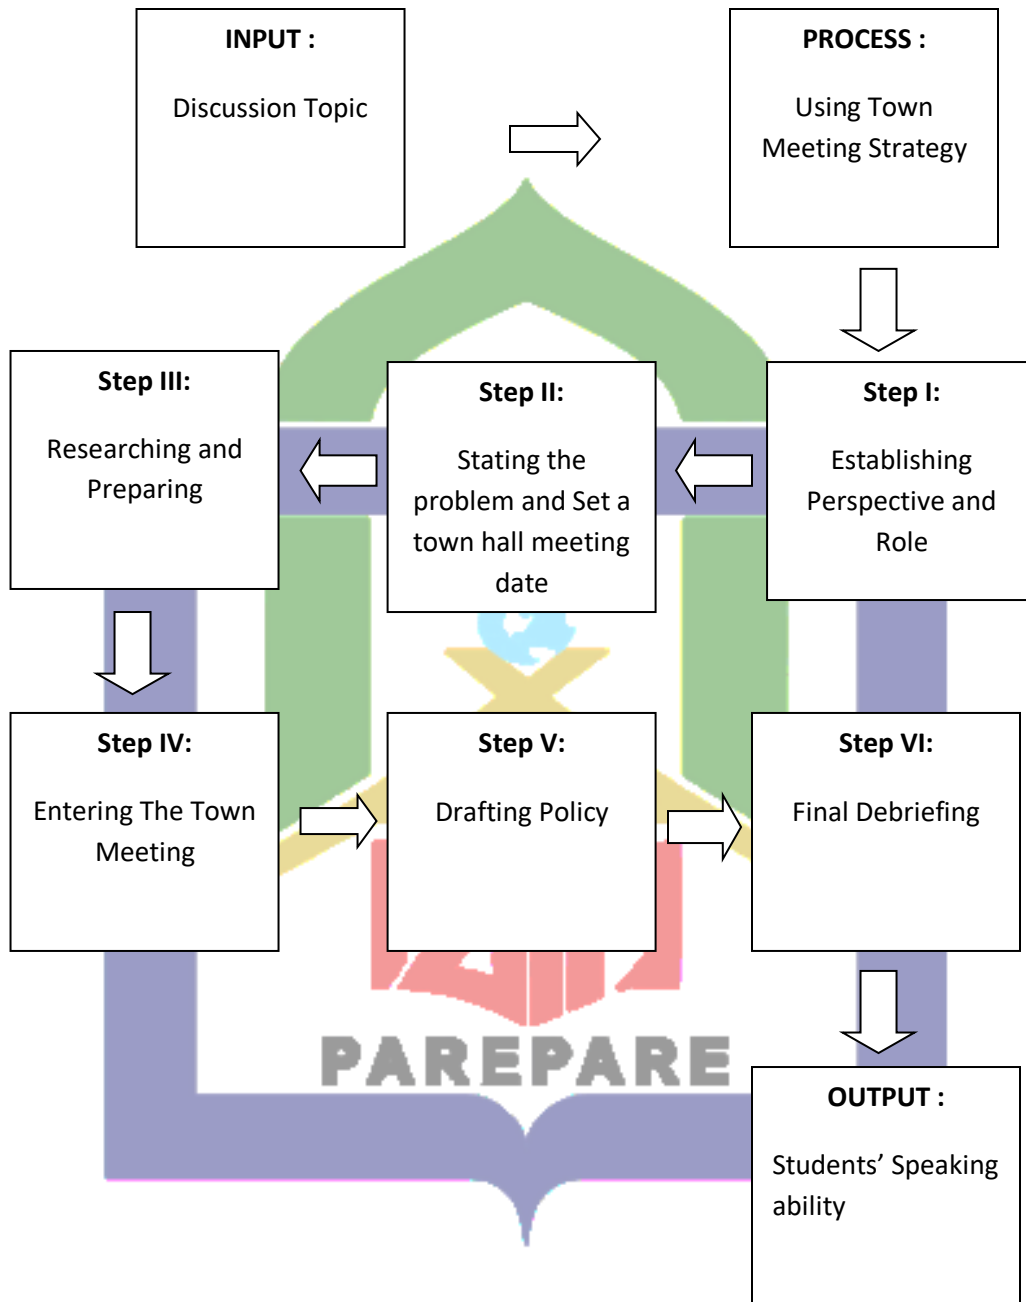 INPUT :
Discussion Topic
PROCESS :
Using Town
Meeting Strategy
Step I:
Establishing
Perspective and
Role
Step II:
Stating the
problem and Set a
town hall meeting
date
Step III:
Researching and
Preparing
Step IV:
Entering The Town
Meeting
Step V:
Drafting Policy
Step VI:
Final Debriefing
PAREPARE
OUTPUT :
Students’ Speaking
ability